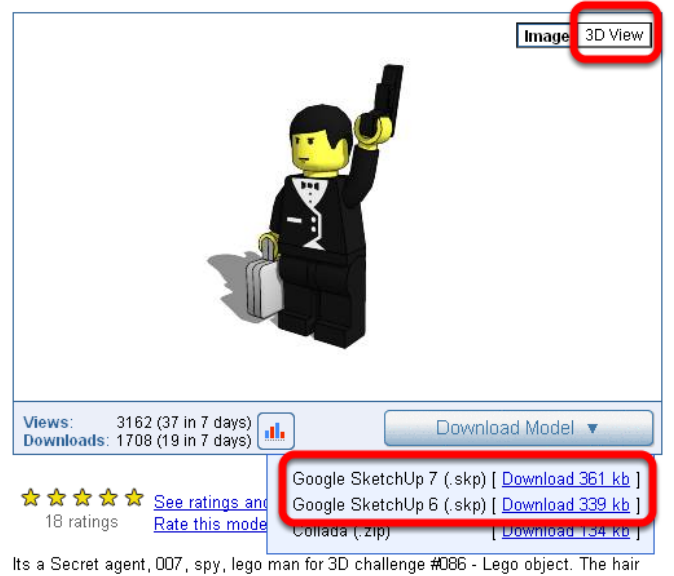 Image 3D View
Views: 3162 (37 in 7 days)
Downloads: 1708 (19 in 7 days)
Download Model ▼
Google SketchUp 7 (.skp) [ Download 361 kb ]
Google SketchUp 6 (.skp) [ Download 339 kb ]
Collada (.zip) [ Download 134 kb ]
See ratings and
18 ratings Rate this mode
Its a Secret agent, 007, spy, lego man for 3D challenge #086 - Lego object. The hair